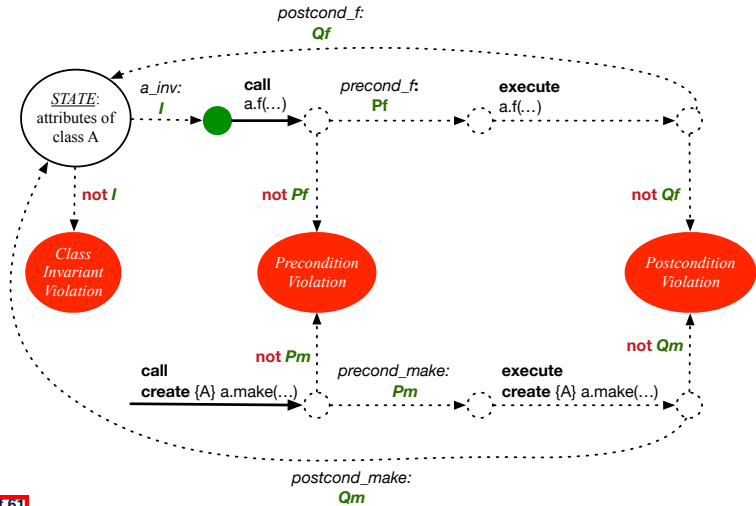 postcond_f:
Qf
STATE:
attributes of
class A
a_inv:
I
call
a.f(…)
precond_f:
Pf
execute
a.f(…)
not I
not Pf
not Qf
Class
Invariant
Violation
Precondition
Violation
Postcondition
Violation
not Pm
not Qm
call
create {A} a.make(…)
precond_make:
Pm
execute
create {A} a.make(…)
postcond_make:
Qm
61